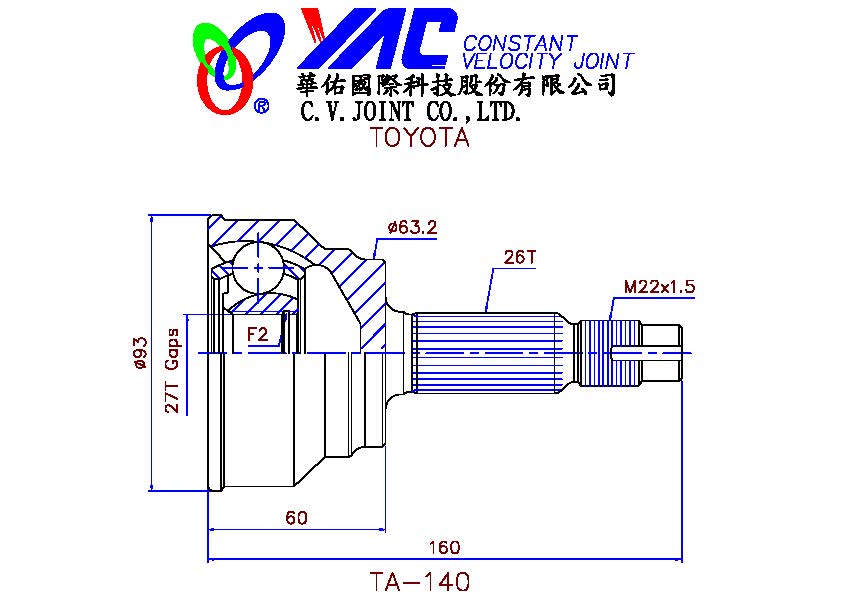 YAC CONSTANT
VELOCITY JOINT
華佑國際科技股份有限公司
®
C.V.JOINT CO.,LTD.
TOYOTA
ø63.2
26T
M22x1.5
F2
ø93
27T Gaps
60
160
TA-140